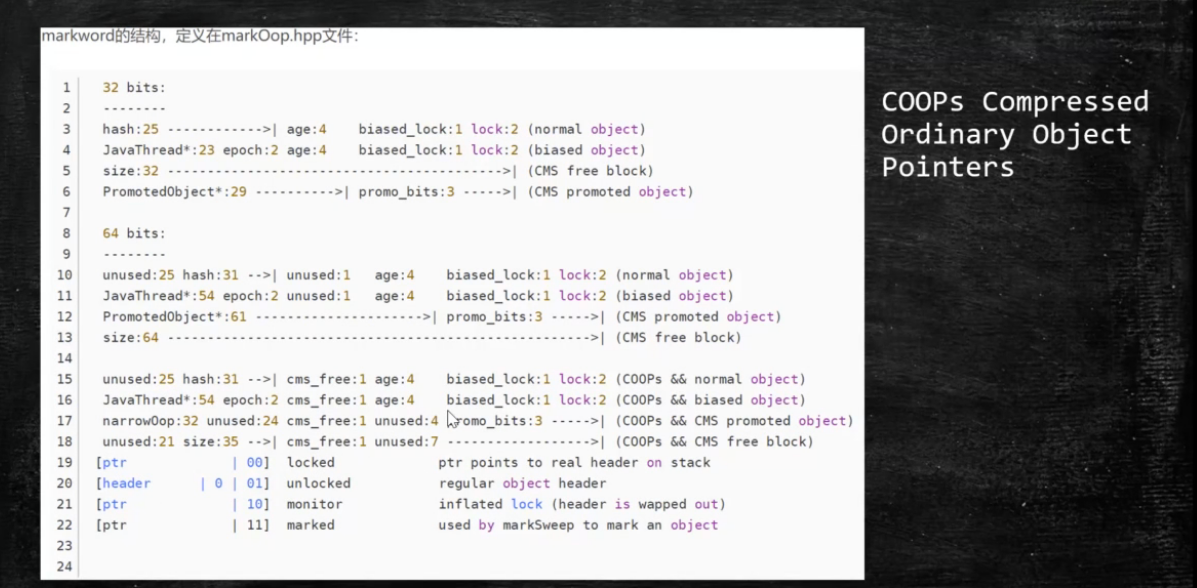 markword的结构，定义在markOop.hpp文件：
1 32 bits:
2 --------
3 hash:25 ------------>| age:4 biased_lock:1 lock:2 (normal object)
4 JavaThread*:23 epoch:2 age:4 biased_lock:1 lock:2 (biased object)
5 size:32 ------------------------------------------>| (CMS free block)
6 PromotedObject*:29 ---------->| promo_bits:3 ----->| (CMS promoted object)
7
8 64 bits:
9 --------
10 unused:25 hash:31 -->| unused:1 age:4 biased_lock:1 lock:2 (normal object)
11 JavaThread*:54 epoch:2 unused:1 age:4 biased_lock:1 lock:2 (biased object)
12 PromotedObject*:61 --------------------->| promo_bits:3 ----->| (CMS promoted object)
13 size:64 ----------------------------------------------------->| (CMS free block)
14
15 unused:25 hash:31 -->| cms_free:1 age:4 biased_lock:1 lock:2 (COOPs && normal object)
16 JavaThread*:54 epoch:2 cms_free:1 age:4 biased_lock:1 lock:2 (COOPs && biased object)
17 narrowOop:32 unused:24 cms_free:1 unused:4 promo_bits:3 ----->| (COOPs && CMS promoted object)
18 unused:21 size:35 -->| cms_free:1 unused:7 ------------------>| (COOPs && CMS free block)
19 [ptr | 00] locked ptr points to real header on stack
20 [header | 0 | 01] unlocked regular object header
21 [ptr | 10] monitor inflated lock (header is wapped out)
22 [ptr | 11] marked used by markSweep to mark an object
23
24
COOPs Compressed
Ordinary Object
Pointers